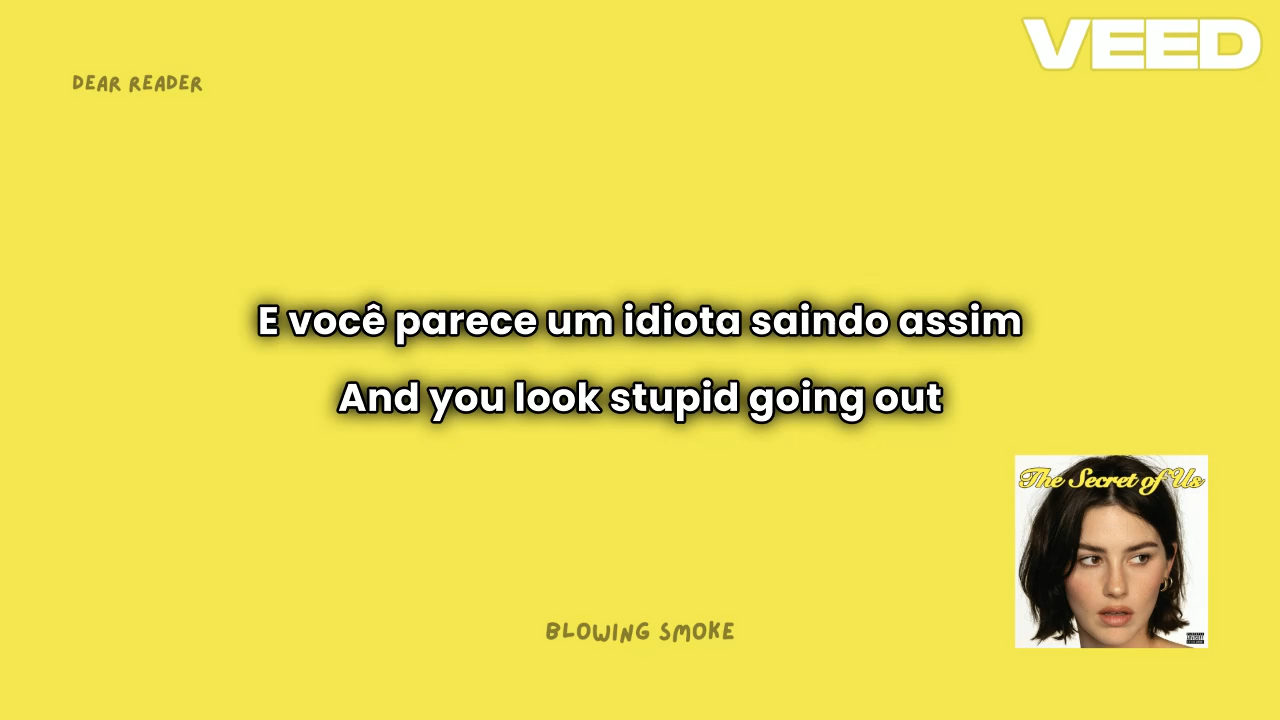 VEED
DEAR READER
E você parece um idiota saindo assim
And you look stupid going out
The Secret of Us
BLOWING SMOKE